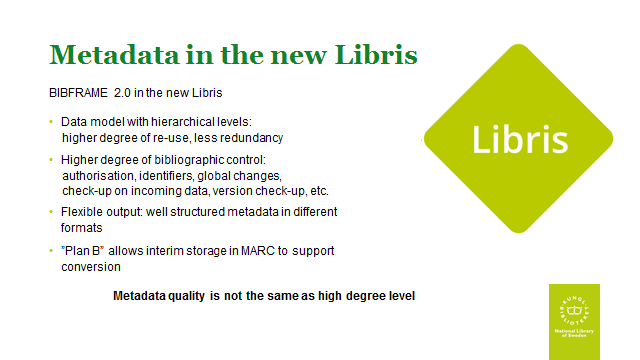 Metadata in the new Libris
BIBFRAME 2.0 in the new Libris
• Data model with hierarchical levels:
higher degree of re-use, less redundancy
• Higher degree of bibliographic control:
authorisation, identifiers, global changes,
check-up on incoming data, version check-up, etc.
• Flexible output: well structured metadata in different
formats
• ”Plan B” allows interim storage in MARC to support
conversion
Metadata quality is not the same as high degree level
Libris
KUNGL
BIBLIOTEKET
National Library
of Sweden